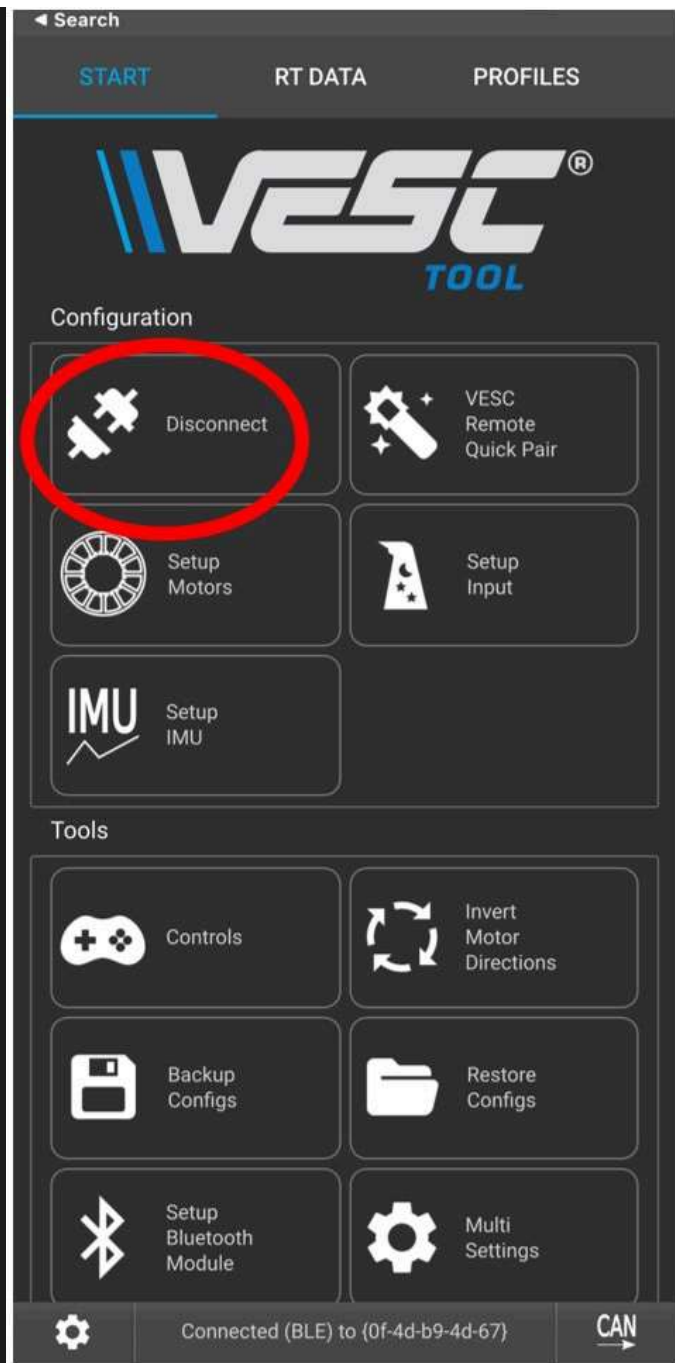 ◀ Search
START RT DATA PROFILES
VESC®
TOOL
Configuration
Disconnect
VESC
Remote
Quick Pair
Setup
Motors
Setup
Input
IMU
Setup
IMU
Tools
Controls
Invert
Motor
Directions
Backup
Configs
Restore
Configs
Setup
Bluetooth
Module
Multi
Settings
Connected (BLE) to {0f-4d-b9-4d-67}
CAN